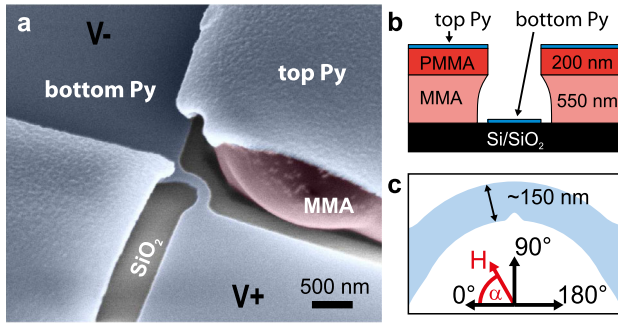 a
V-
bottom Py
top Py
MMA
SiO₂
V+
500 nm
b
top Py
bottom Py
PMMA
200 nm
MMA
550 nm
Si/SiO₂
c
~150 nm
H
90°
0°
α
180°